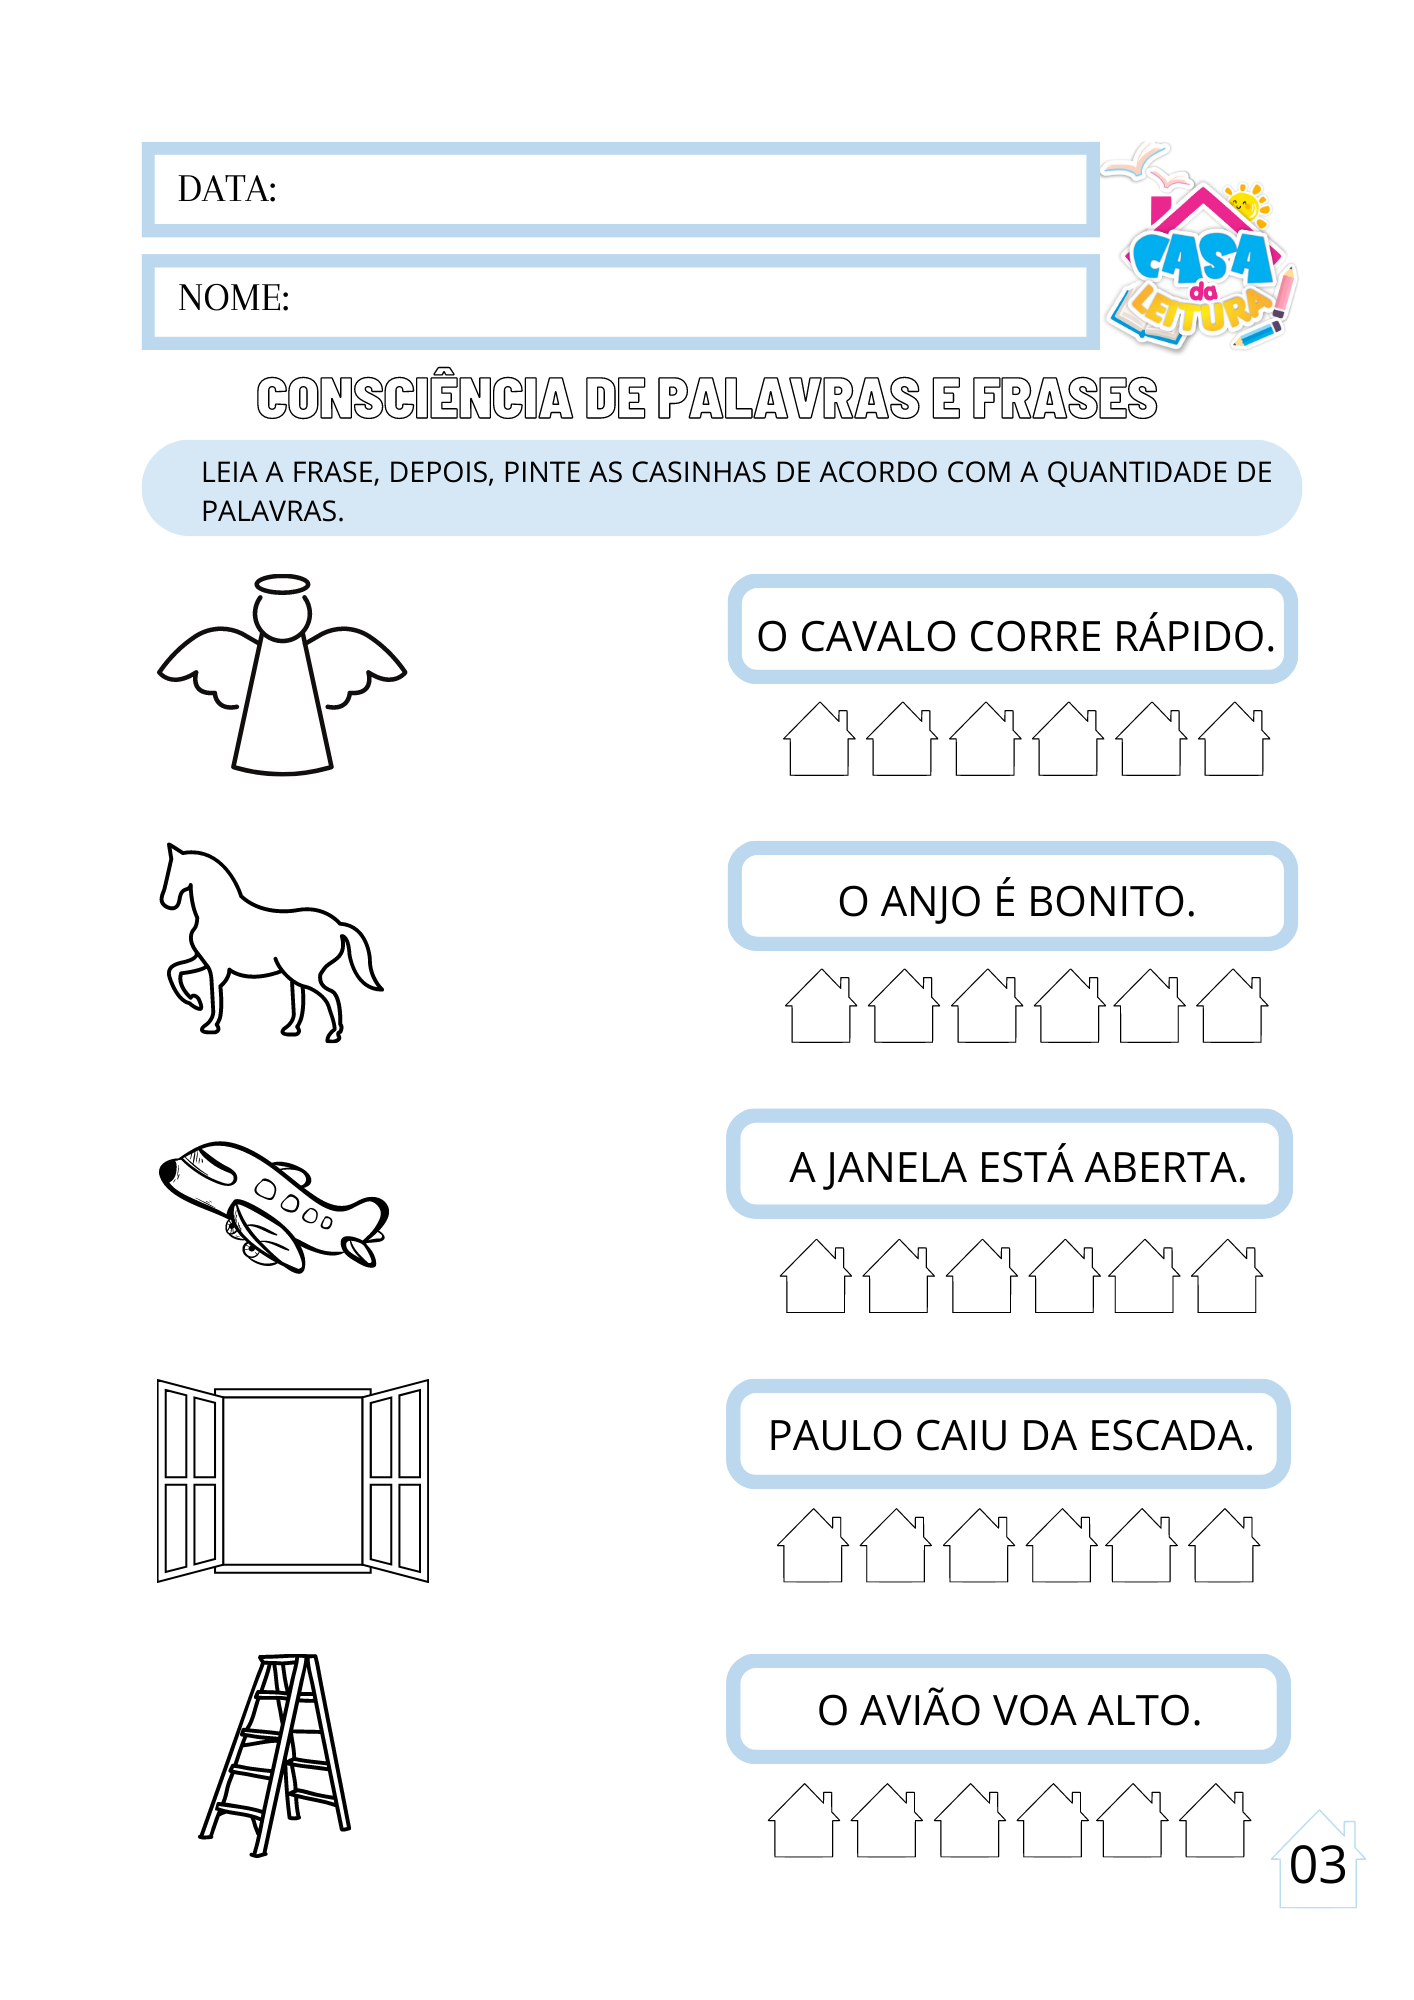 DATA:
NOME:
CASA
da
LEITURA
CONSCIÊNCIA DE PALAVRAS E FRASES
LEIA A FRASE, DEPOIS, PINTE AS CASINHAS DE ACORDO COM A QUANTIDADE DE
PALAVRAS.
O CAVALO CORRE RÁPIDO.
O ANJO É BONITO.
A JANELA ESTÁ ABERTA.
PAULO CAIU DA ESCADA.
O AVIÃO VOA ALTO.
03